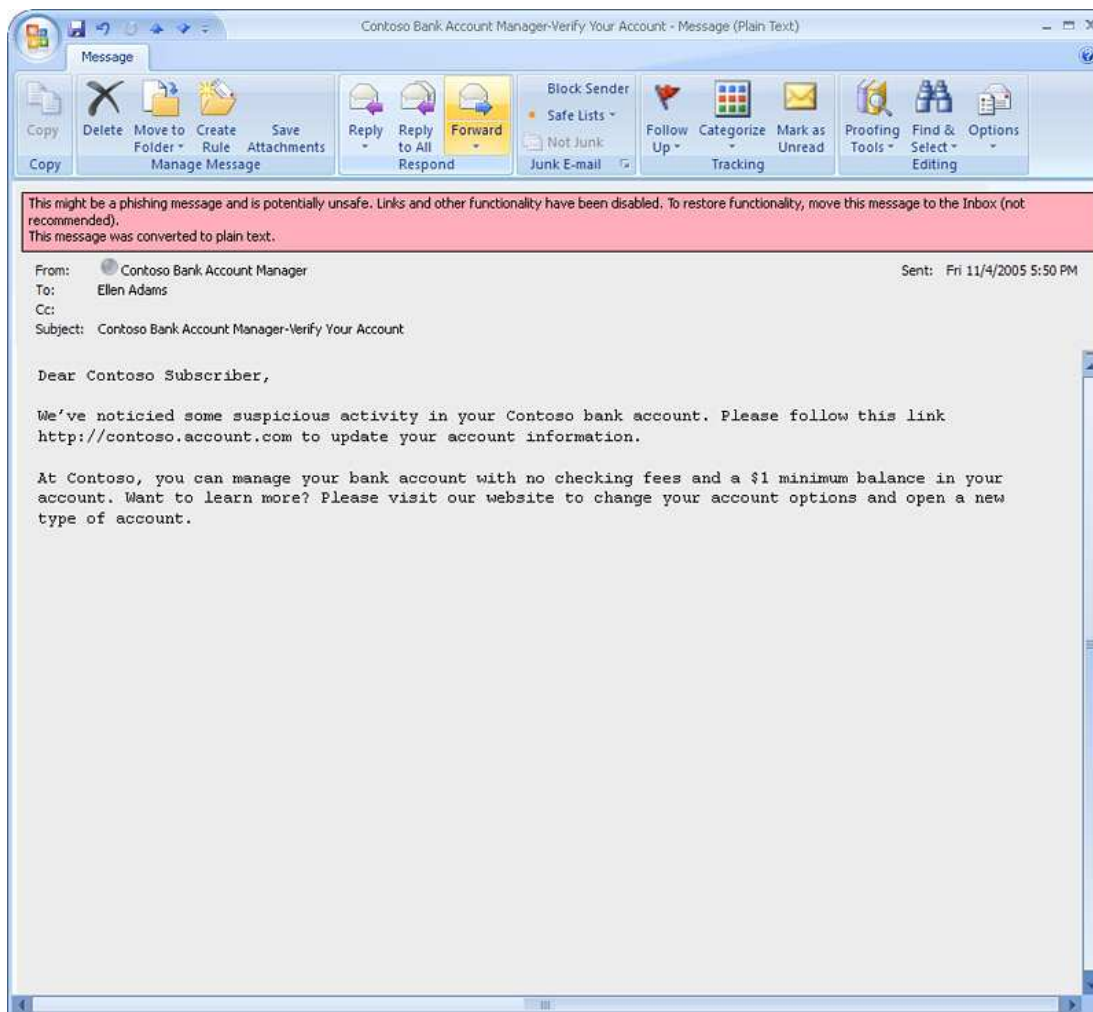 Contoso Bank Account Manager-Verify Your Account - Message (Plain Text)
Message
Copy
Delete
Move to Folder
Create Rule
Save Attachments
Reply
Reply to All
Forward
Block Sender
Safe Lists
Not Junk
Follow Up
Categorize
Mark as Unread
Proofing Tools
Find & Select
Options
Copy
Manage Message
Respond
Junk E-mail
Tracking
Editing
This might be a phishing message and is potentially unsafe. Links and other functionality have been disabled. To restore functionality, move this message to the Inbox (not
recommended).
This message was converted to plain text.
From: Contoso Bank Account Manager
Sent: Fri 11/4/2005 5:50 PM
To: Ellen Adams
Cc:
Subject: Contoso Bank Account Manager-Verify Your Account
Dear Contoso Subscriber,
We've noticied some suspicious activity in your Contoso bank account. Please follow this link
http://contoso.account.com to update your account information.
At Contoso, you can manage your bank account with no checking fees and a $1 minimum balance in your
account. Want to learn more? Please visit our website to change your account options and open a new
type of account.